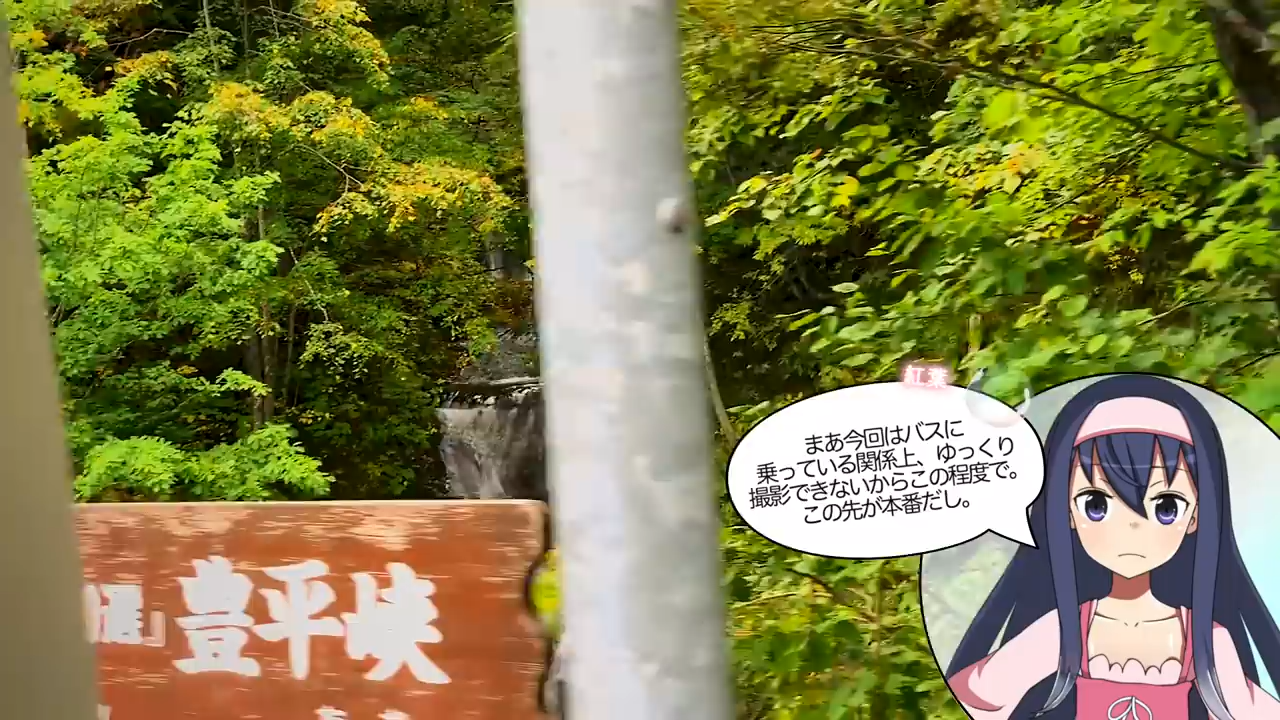 紅葉
まあ今回はバスに
乗っている関係上、ゆっくり
撮影できないからこの程度で。
この先が本番だし。
豊平峡